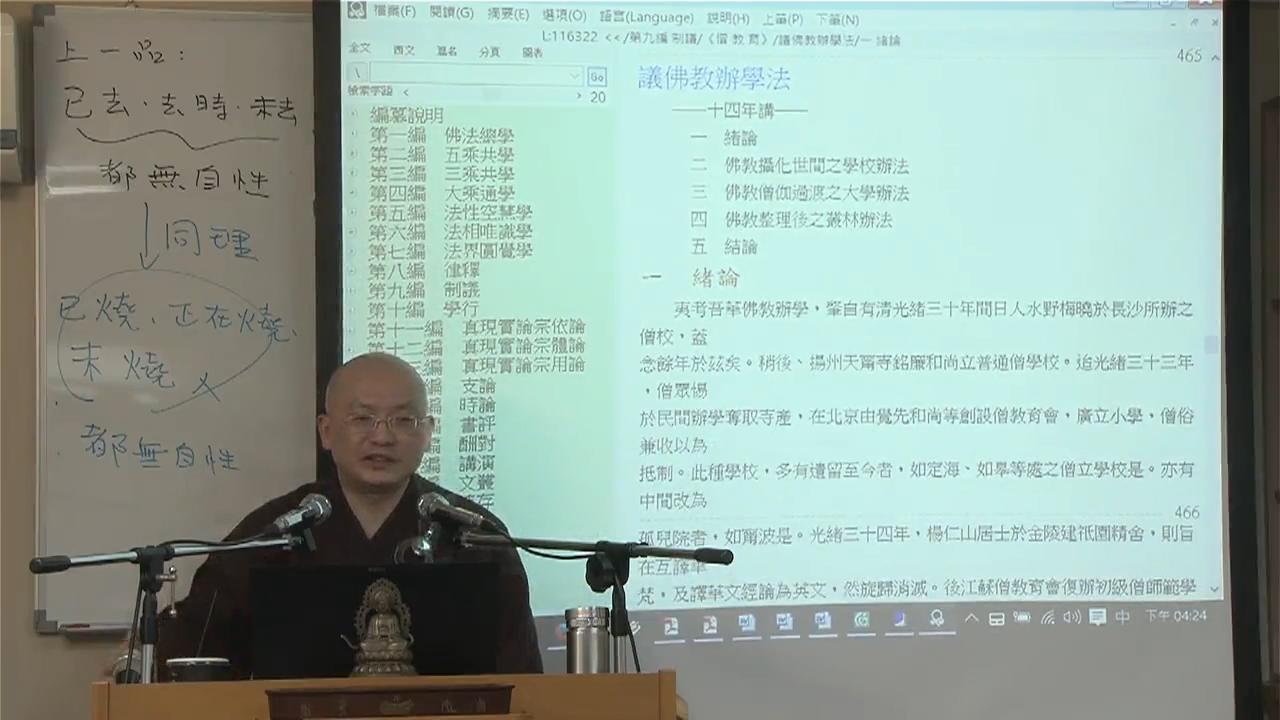 上一品：
已去、去時、未去
都無自性
同理
已燒、正在燒、
未燒
都無自性
檔案(F) 閱讀(G) 摘要(E) 選項(O) 語言(Language) 說明(H) 上筆(P) 下筆(N)
L:116322 <</第九編 制議/《僧教育》/議佛教辦學法/一 緒論
全文 西文 篇名 分頁 圖表
Go
檢索字語 < > 20
編纂說明
第一編 佛法總學
第二編 五乘共學
第三編 三乘共學
第四編 大乘通學
第五編 法性空慧學
第六編 法相唯識學
第七編 法界圓覺學
第八編 律釋
第九編 制議
第十編 學行
第十一編 真現實論宗依論
第十二編 真現實論宗體論
真現實論宗用論
支論
時論
書評
酬對
講演
文叢
465
議佛教辦學法
——十四年講——
一 緒論
二 佛教攝化世間之學校辦法
三 佛教僧伽過渡之大學辦法
四 佛教整理後之叢林辦法
五 結論
一 緒論
夷考吾華佛教辦學，肇自有清光緒三十年間日人水野梅曉於長沙所辦之
僧校，蓋
念餘年於茲矣。稍後、揚州天甯寺銘廉和尚立普通僧學校。迨光緒三十三年
，僧眾惕
於民間辦學奪取寺產，在北京由覺先和尚等創設僧教育會，廣立小學，僧俗
兼收以為
抵制。此種學校，多有遺留至今者，如定海、如皋等處之僧立學校是。亦有
中間改為
466
孤兒院者，如甯波是。光緒三十四年，楊仁山居士於金陵建祇園精舍，則旨
在互譯華
梵，及譯華文經論為英文，然旋歸消滅。後江蘇僧教育會復辦初級僧師範學
中 下午 04:24